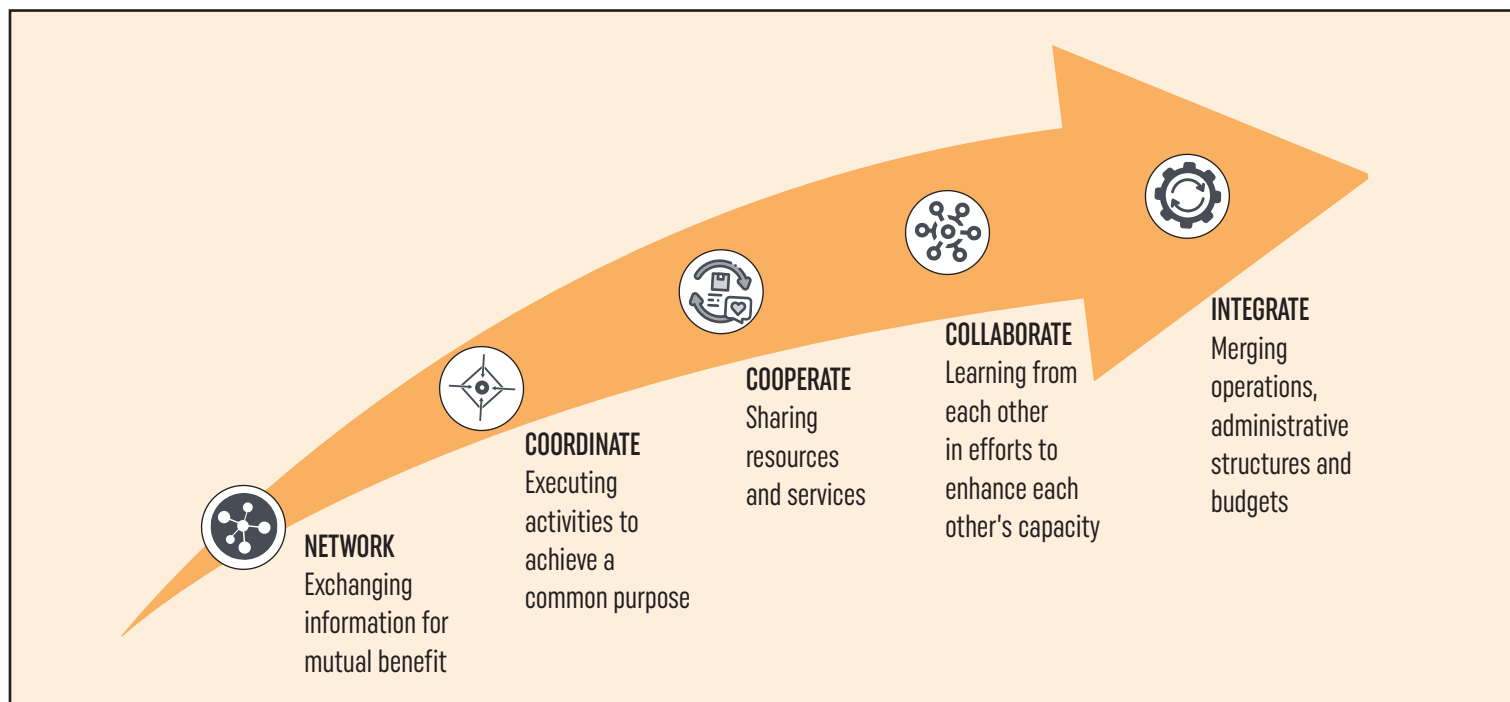 NETWORK
Exchanging
information for
mutual benefit
COORDINATE
Executing
activities to
achieve a
common purpose
COOPERATE
Sharing
resources
and services
COLLABORATE
Learning from
each other
in efforts to
enhance each
other's capacity
INTEGRATE
Merging
operations,
administrative
structures and
budgets